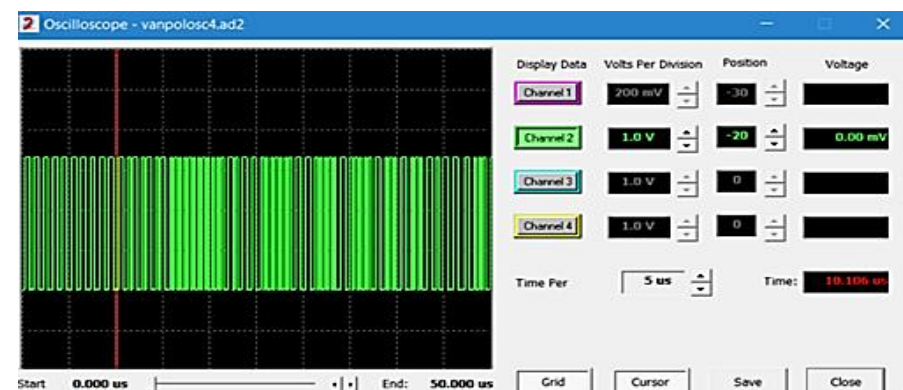 2 Oscilloscope - vanpolosc4.ad2
Display Data Volts Per Division Position Voltage
Channel 1 200 mV -30
Channel 2 1.0 V -20 0.00 mV
Channel 3 1.0 V 0
Channel 4 1.0 V 0
Time Per 5 us Time: 10.106 us
Start 0.000 us End: 50.000 us Grid Cursor Save Close